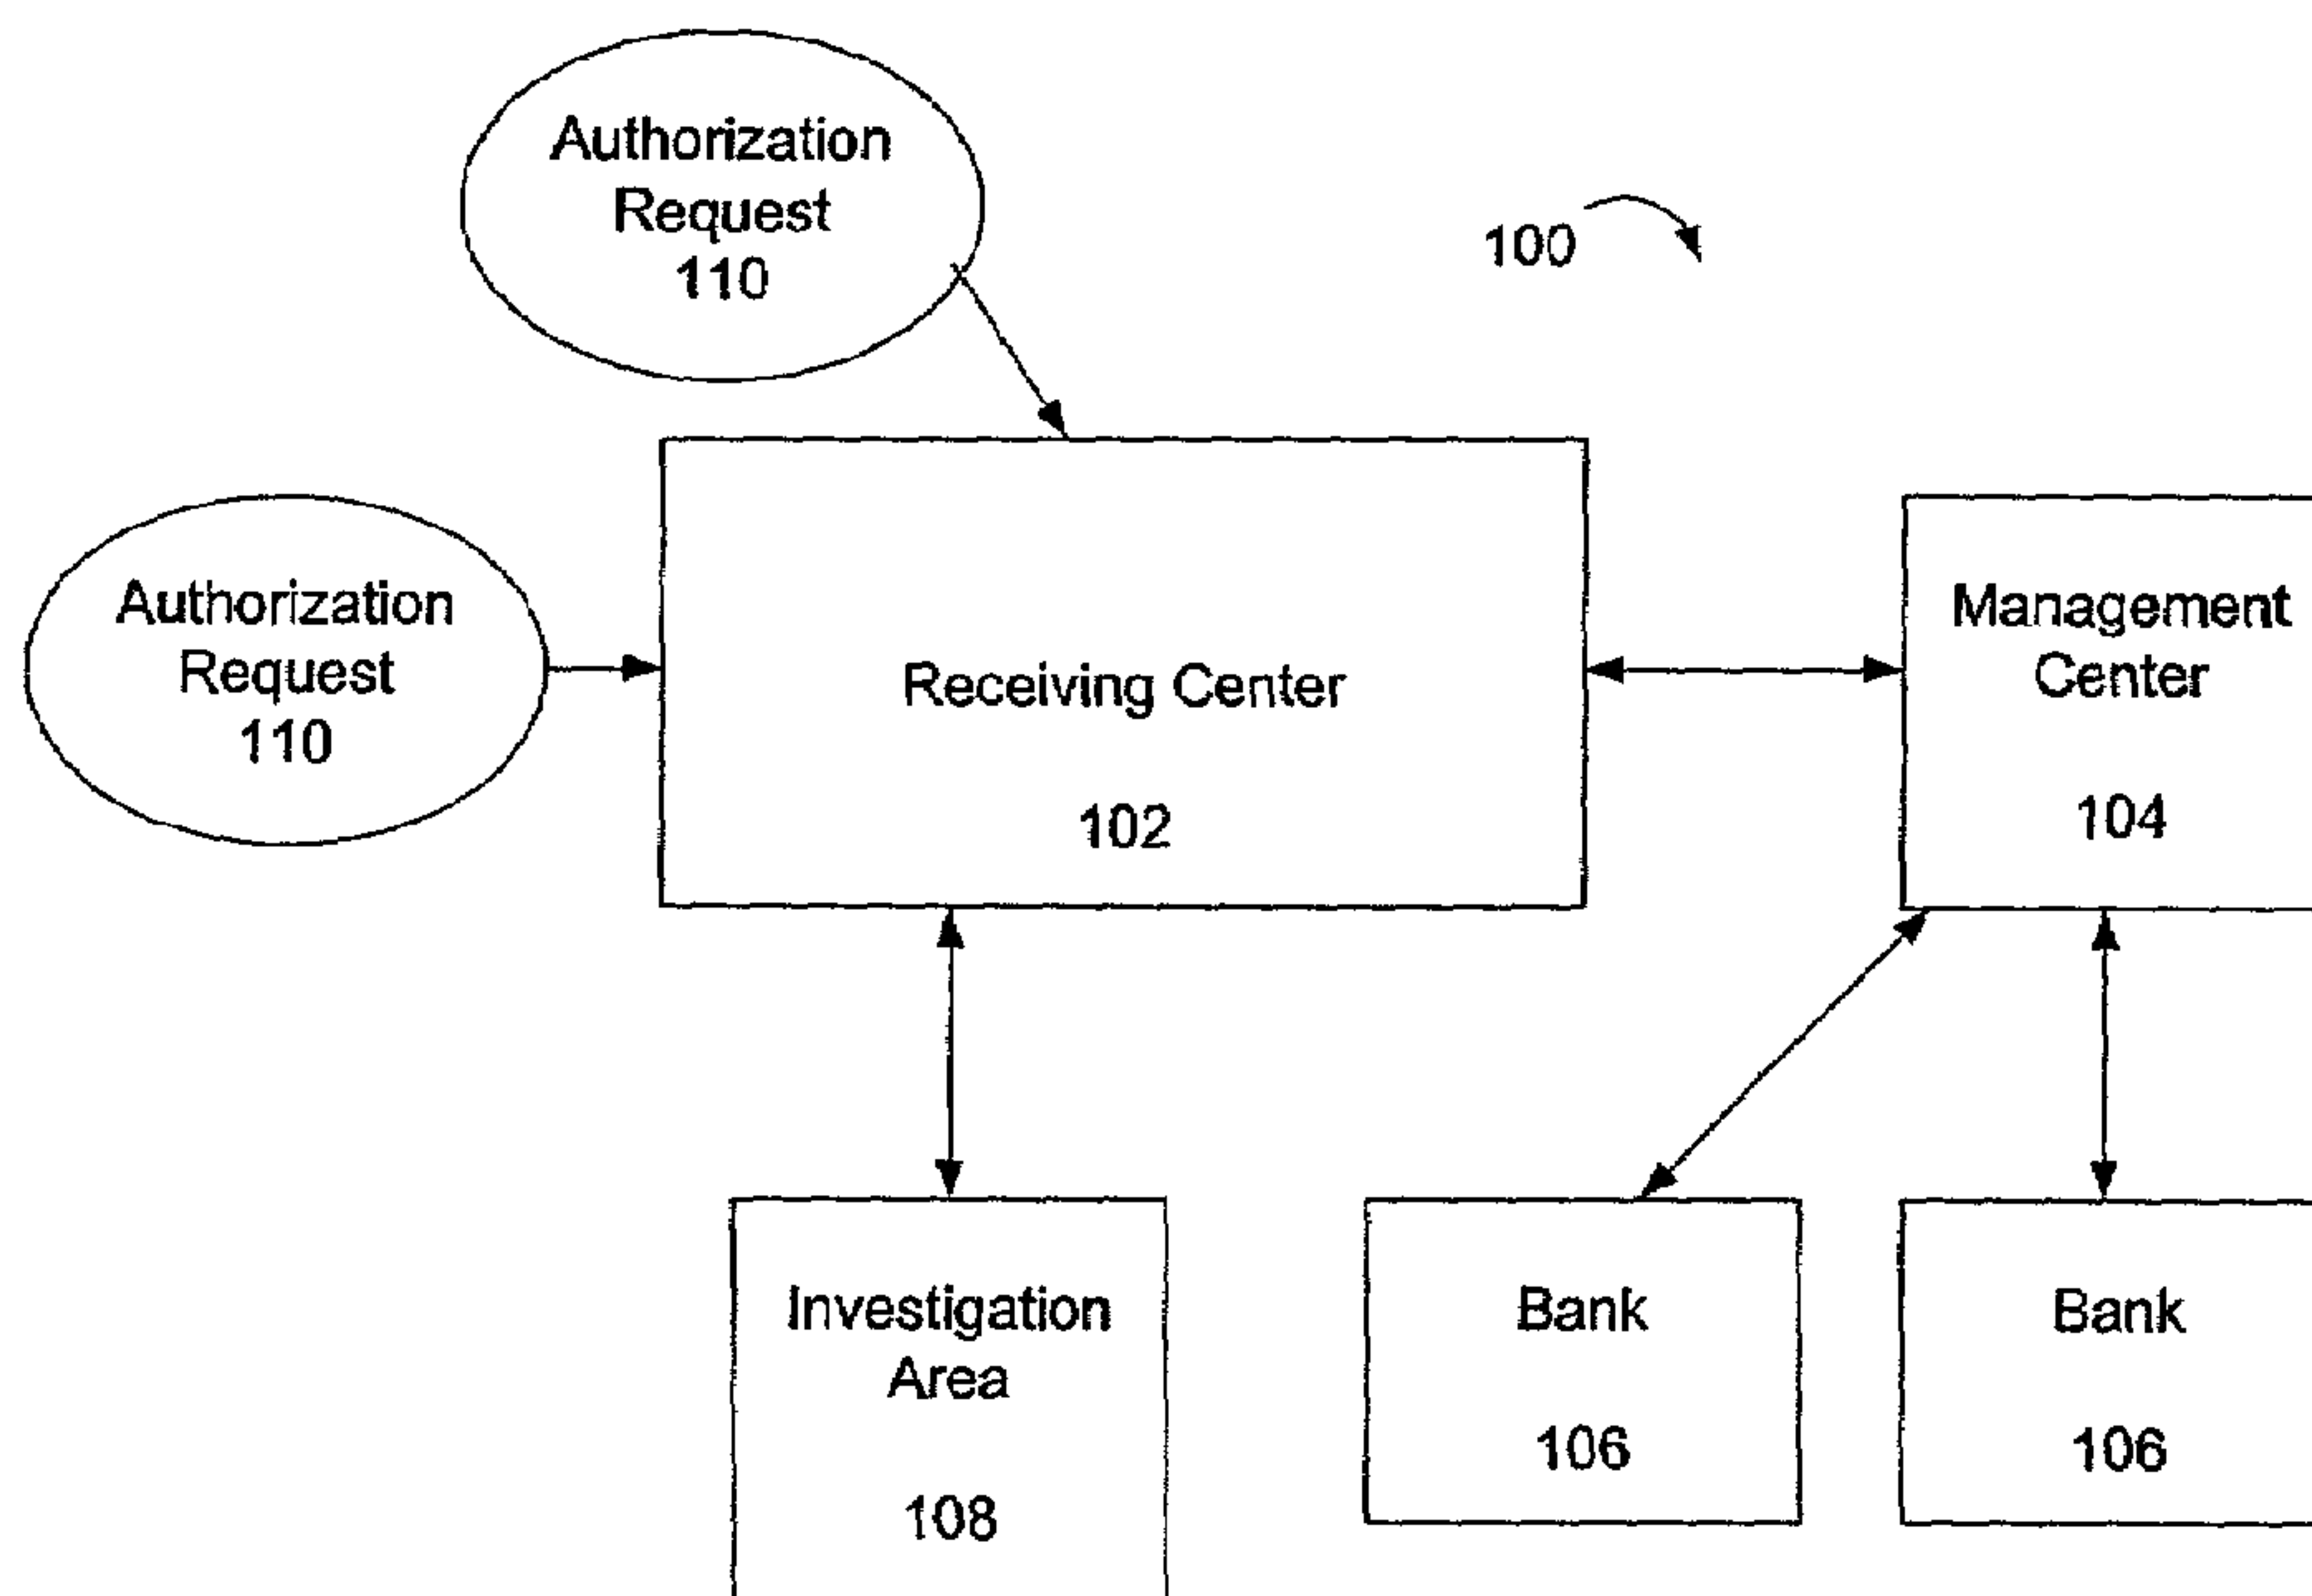 Authorization
Request
110
100
Authorization
Request
110
Receiving Center
102
Management
Center
104
Investigation
Area
108
Bank
106
Bank
106